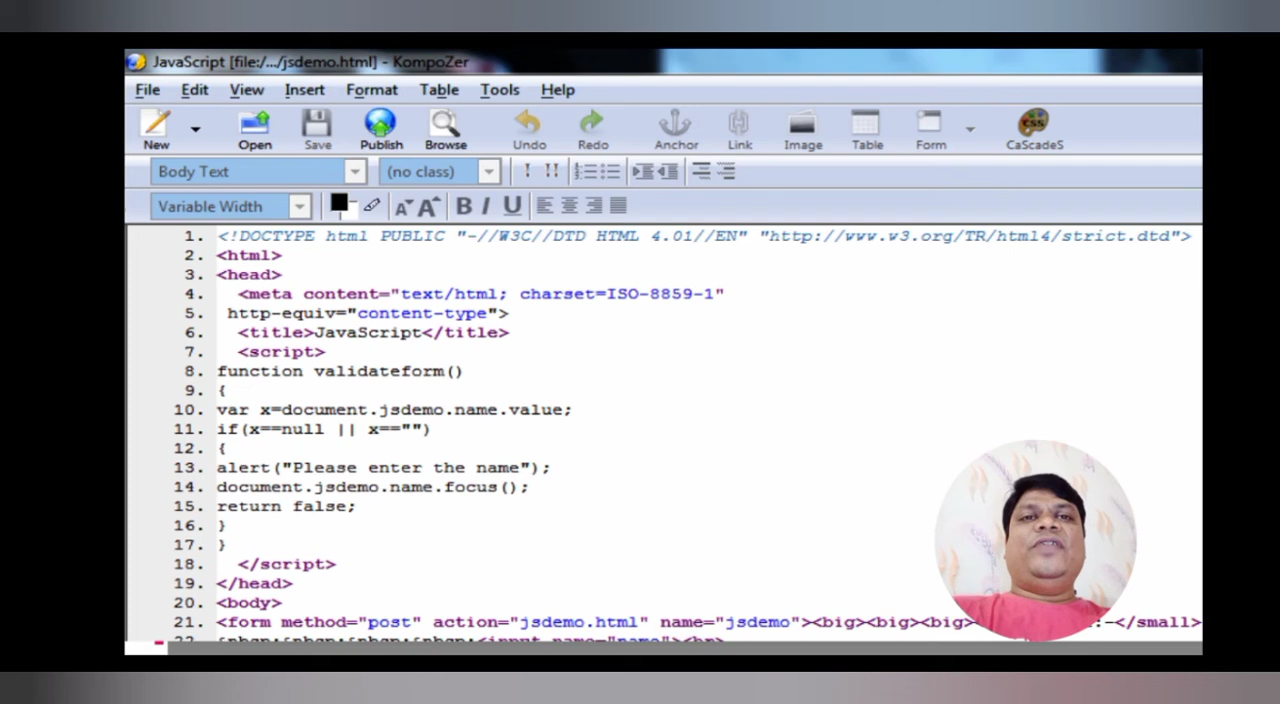 JavaScript [file:/.../jsdemo.html] - KompoZer
File Edit View Insert Format Table Tools Help
New Open Save Publish Browse Undo Redo Anchor Link Image Table Form CaScadeS
Body Text (no class)
Variable Width B I U
1. <!DOCTYPE html PUBLIC "-//W3C//DTD HTML 4.01//EN" "http://www.w3.org/TR/html4/strict.dtd">
2. <html>
3. <head>
4. <meta content="text/html; charset=ISO-8859-1"
5. http-equiv="content-type">
6. <title>JavaScript</title>
7. <script>
8. function validateform()
9. {
10. var x=document.jsdemo.name.value;
11. if(x==null || x=="")
12. {
13. alert("Please enter the name");
14. document.jsdemo.name.focus();
15. return false;
16. }
17. }
18. </script>
19. </head>
20. <body>
21. <form method="post" action="jsdemo.html" name="jsdemo"><big><big><big> :-</small>
<input name="name"><br>